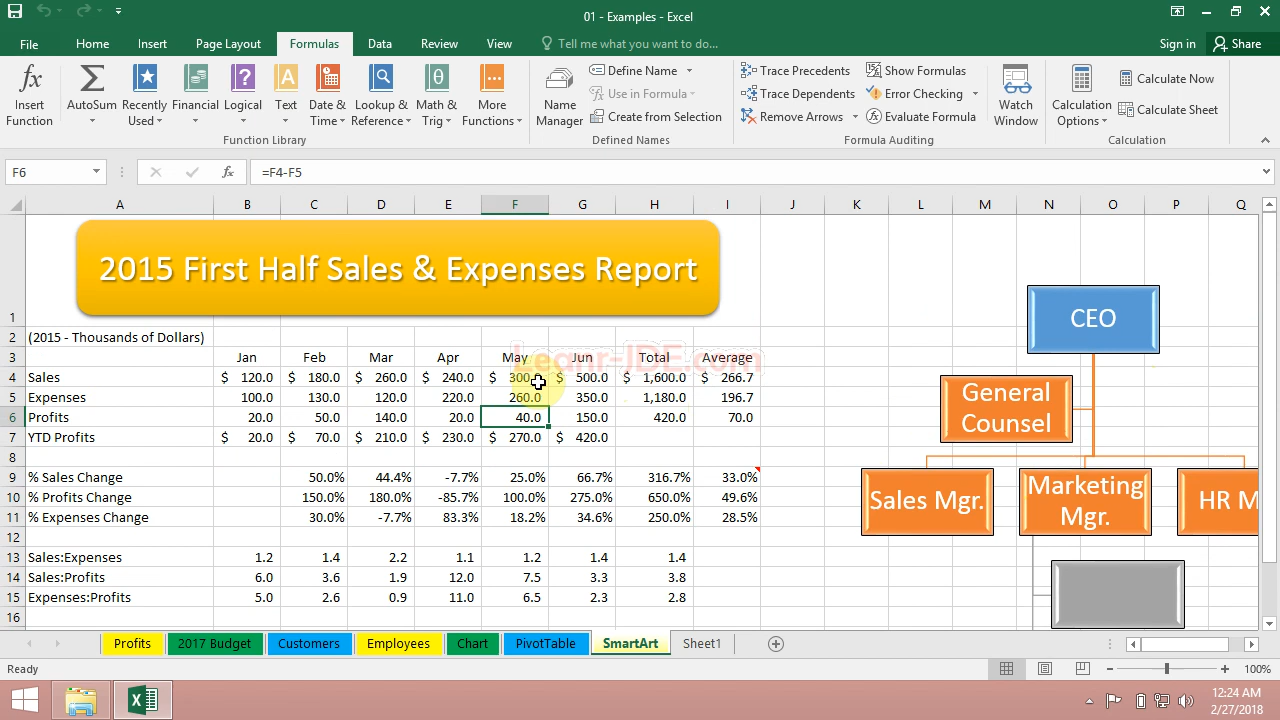 01 - Examples - Excel
File Home Insert Page Layout Formulas Data Review View Tell me what you want to do... Sign in Share
Insert Function
AutoSum
Recently Used
Financial
Logical
Text
Date & Time
Lookup & Reference
Math & Trig
More Functions
Function Library
Name Manager
Define Name
Use in Formula
Create from Selection
Defined Names
Trace Precedents
Trace Dependents
Remove Arrows
Show Formulas
Error Checking
Evaluate Formula
Watch Window
Formula Auditing
Calculation Options
Calculate Now
Calculate Sheet
Calculation
F6 fx =F4-F5
A B C D E F G H I J K L M N O P Q
2015 First Half Sales & Expenses Report
1
2 (2015 - Thousands of Dollars)
3 Jan Feb Mar Apr May Jun Total Average
Leanr-JDE.com
4 Sales $ 120.0 $ 180.0 $ 260.0 $ 240.0 $ 300.0 $ 500.0 $ 1,600.0 $ 266.7
5 Expenses 100.0 130.0 120.0 220.0 260.0 350.0 1,180.0 196.7
6 Profits 20.0 50.0 140.0 20.0 40.0 150.0 420.0 70.0
7 YTD Profits $ 20.0 $ 70.0 $ 210.0 $ 230.0 $ 270.0 $ 420.0
8
9 % Sales Change 50.0% 44.4% -7.7% 25.0% 66.7% 316.7% 33.0%
10 % Profits Change 150.0% 180.0% -85.7% 100.0% 275.0% 650.0% 49.6%
11 % Expenses Change 30.0% -7.7% 83.3% 18.2% 34.6% 250.0% 28.5%
12
13 Sales:Expenses 1.2 1.4 2.2 1.1 1.2 1.4 1.4
14 Sales:Profits 6.0 3.6 1.9 12.0 7.5 3.3 3.8
15 Expenses:Profits 5.0 2.6 0.9 11.0 6.5 2.3 2.8
16
CEO
General
Counsel
Sales Mgr.
Marketing
Mgr.
HR M
Profits 2017 Budget Customers Employees Chart PivotTable SmartArt Sheet1
Ready 100%
12:24 AM
2/27/2018